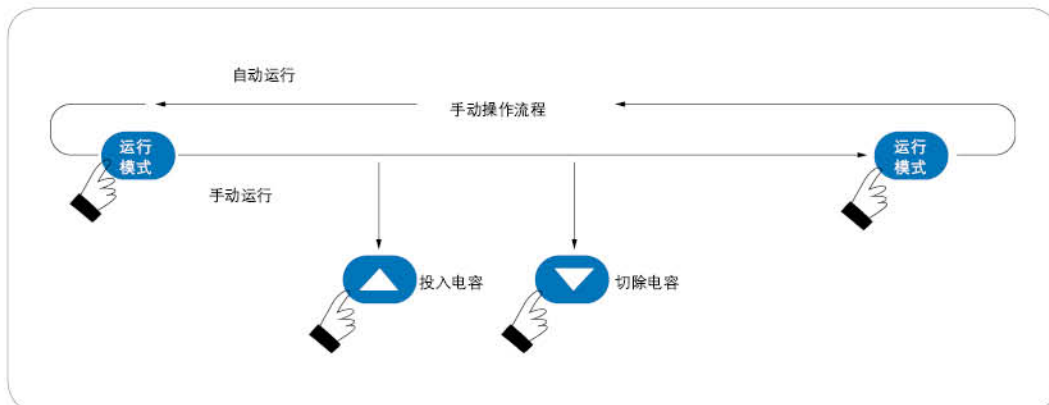 自动运行
手动操作流程
运行
模式
运行
模式
手动运行
投入电容
切除电容